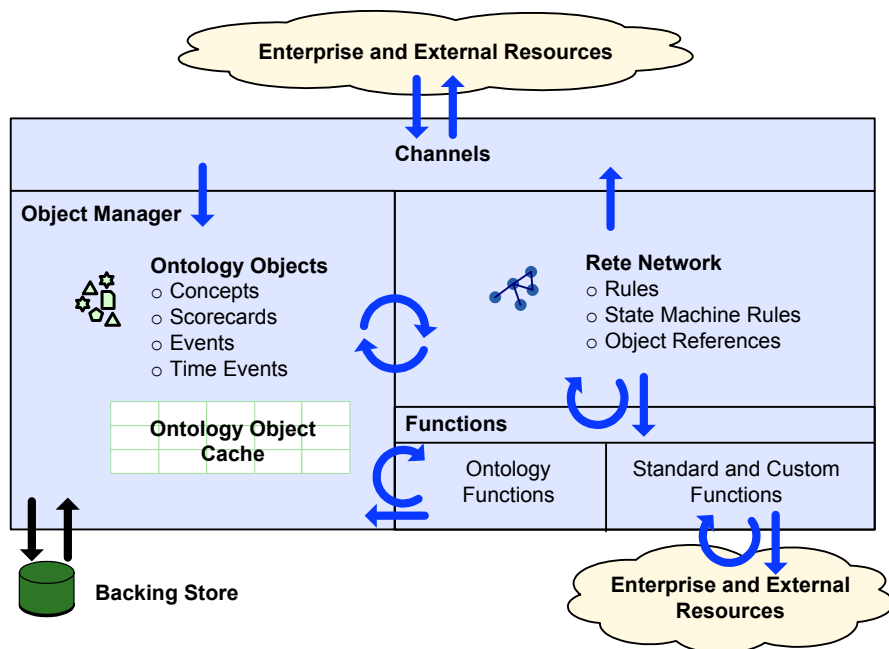 Enterprise and External Resources
Channels
Object Manager
Ontology Objects
○ Concepts
○ Scorecards
○ Events
○ Time Events
Ontology Object
Cache
Rete Network
○ Rules
○ State Machine Rules
○ Object References
Functions
Ontology
Functions
Standard and Custom
Functions
Backing Store
Enterprise and External
Resources